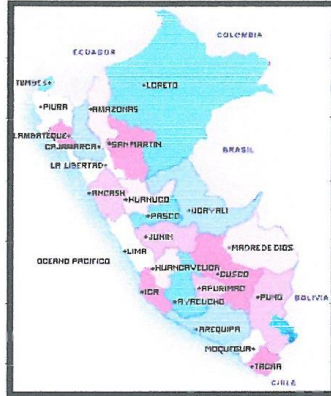 COLOMBIA
ECUADOR
TUMBES
LORETO
PIURA
AMAZONAS
LAMBAYEQUE
SAN MARTIN
CAJAMARCA
BRASIL
LA LIBERTAD
ANCASH
HUANUCO
UCAYALI
PASCO
JUNIN
LIMA
MADRE DE DIOS
OCEANO PACIFICO
HUANCAVELICA
CUSCO
ICA
APURIMAC
PUNO
BOLIVIA
AYACUCHO
AREQUIPA
MOQUEGUA
TACNA
CHILE